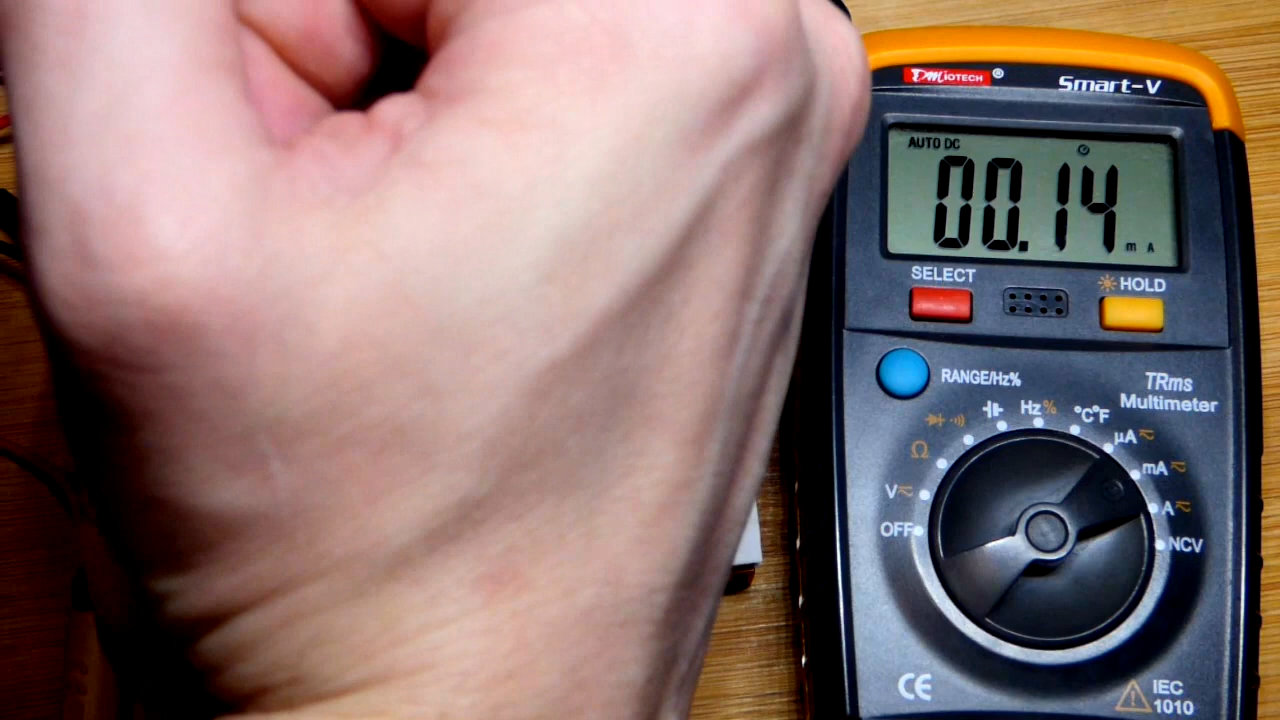 DMiOTECH ®
Smart-V
AUTO DC
00.14 mA
SELECT
HOLD
RANGE/Hz%
TRms
Multimeter
Hz%
°C°F
µA
mA
A
NCV
Ω
V
OFF
CE
IEC
1010